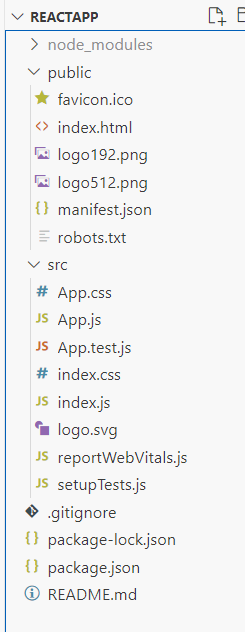 REACTAPP
node_modules
public
favicon.ico
index.html
logo192.png
logo512.png
{} manifest.json
robots.txt
src
# App.css
JS App.js
JS App.test.js
# index.css
JS index.js
logo.svg
JS reportWebVitals.js
JS setupTests.js
.gitignore
{} package-lock.json
{} package.json
README.md